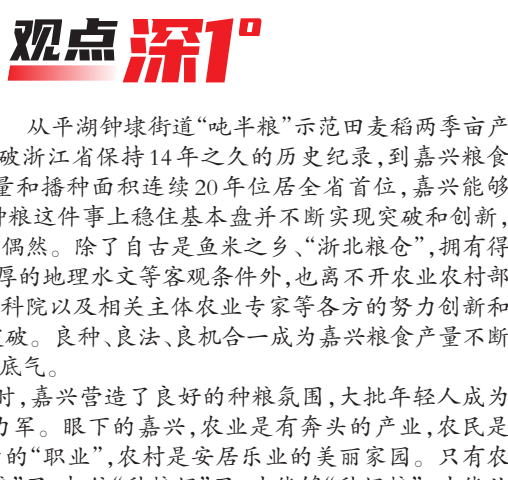 观点深1°
从平湖钟埭街道“吨半粮”示范田麦稻两季亩产
破浙江省保持14年之久的历史纪录,到嘉兴粮食
量和播种面积连续20年位居全省首位,嘉兴能够
种粮这件事上稳住基本盘并不断实现突破和创新,
偶然。除了自古是鱼米之乡、“浙北粮仓”,拥有得
厚的地理水文等客观条件外,也离不开农业农村部
科院以及相关主体农业专家等各方的努力创新和
破。良种、良法、良机合一成为嘉兴粮食产量不断
底气。
时,嘉兴营造了良好的种粮氛围,大批年轻人成为
力军。眼下的嘉兴,农业是有奔头的产业,农民是
的“职业”,农村是安居乐业的美丽家园。只有农